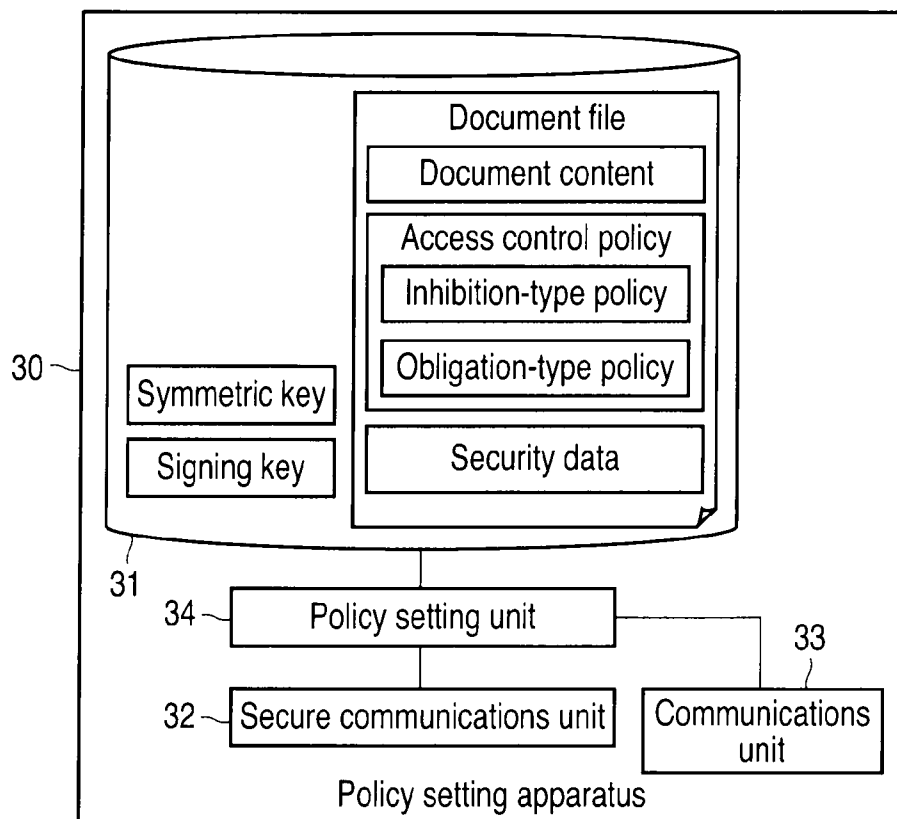 Document file
Document content
Access control policy
Inhibition-type policy
30
Obligation-type policy
Symmetric key
Signing key
Security data
31
34
Policy setting unit
33
32
Secure communications unit
Communications
unit
Policy setting apparatus